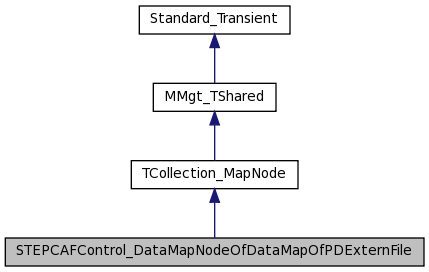 Standard_Transient
MMgt_TShared
TCollection_MapNode
STEPCAFControl_DataMapNodeOfDataMapOfPDExternFile